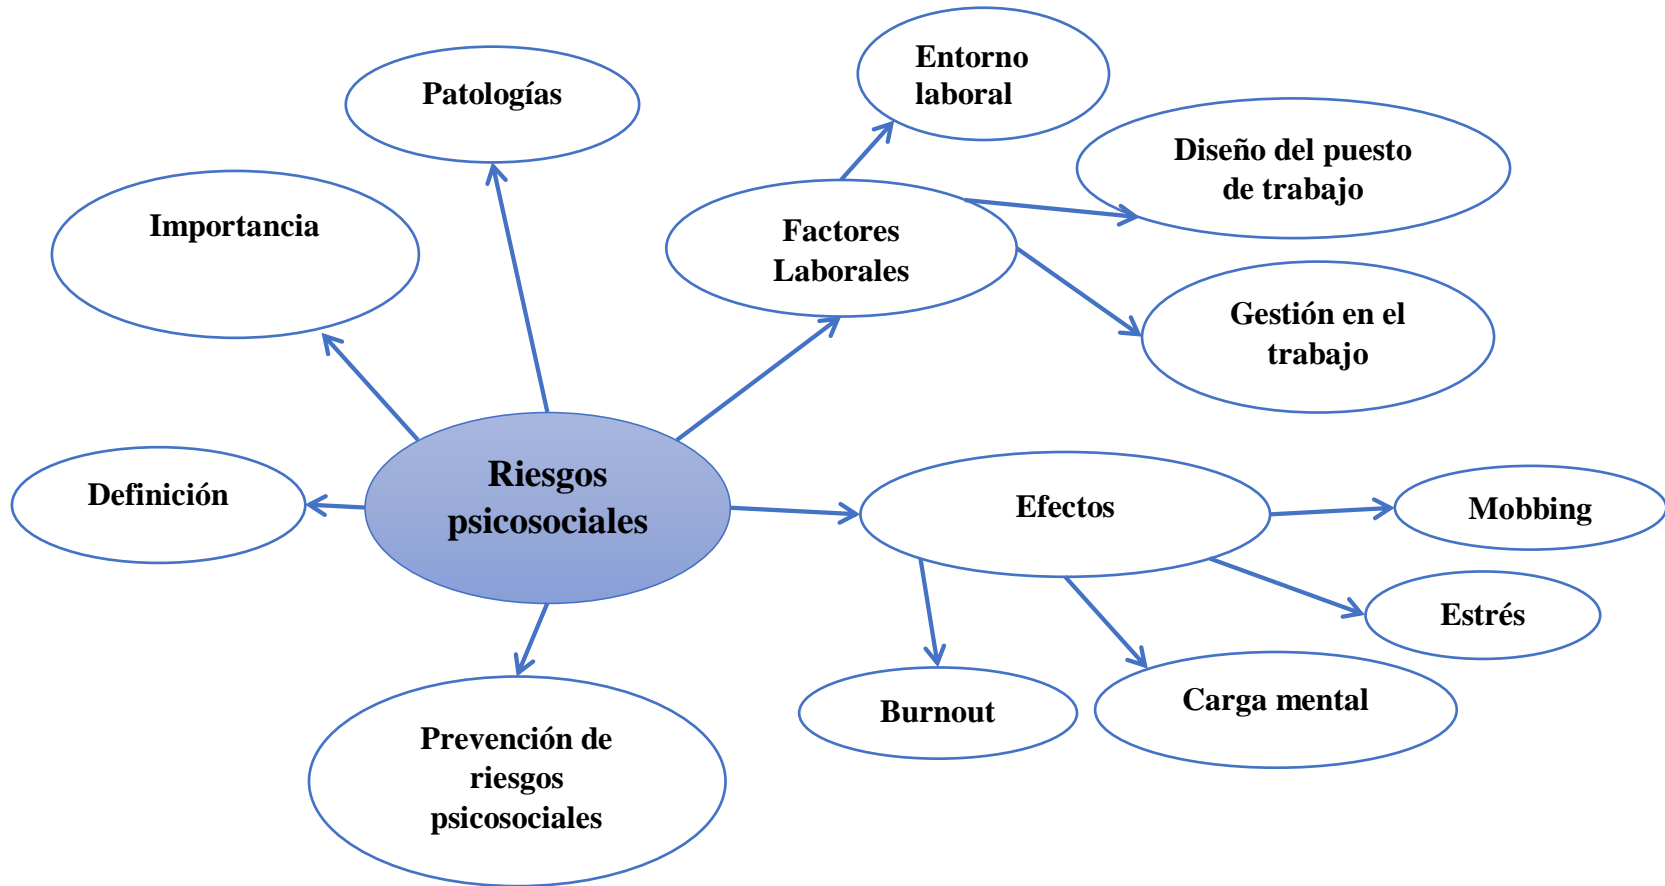 Entorno
laboral
Patologías
Diseño del puesto
de trabajo
Importancia
Factores
Laborales
Gestión en el
trabajo
Riesgos
psicosociales
Definición
Efectos
Mobbing
Estrés
Burnout
Carga mental
Prevención de
riesgos
psicosociales